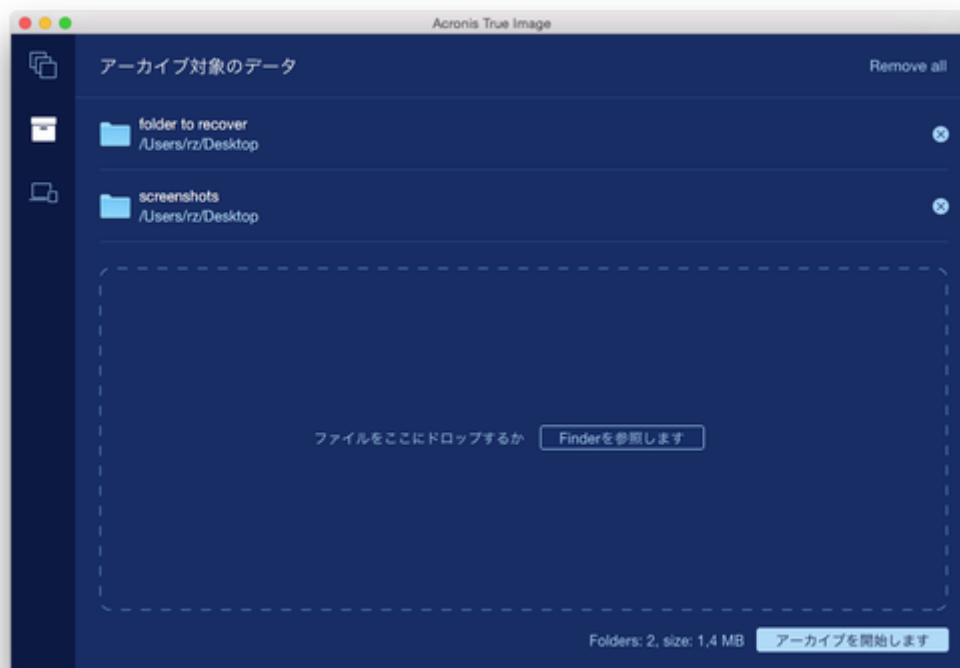 Acronis True Image
アーカイブ対象のデータ
Remove all
folder to recover
/Users/rz/Desktop
screenshots
/Users/rz/Desktop
ファイルをここにドロップするか
Finderを参照します
Folders: 2, size: 1,4 MB
アーカイブを開始します